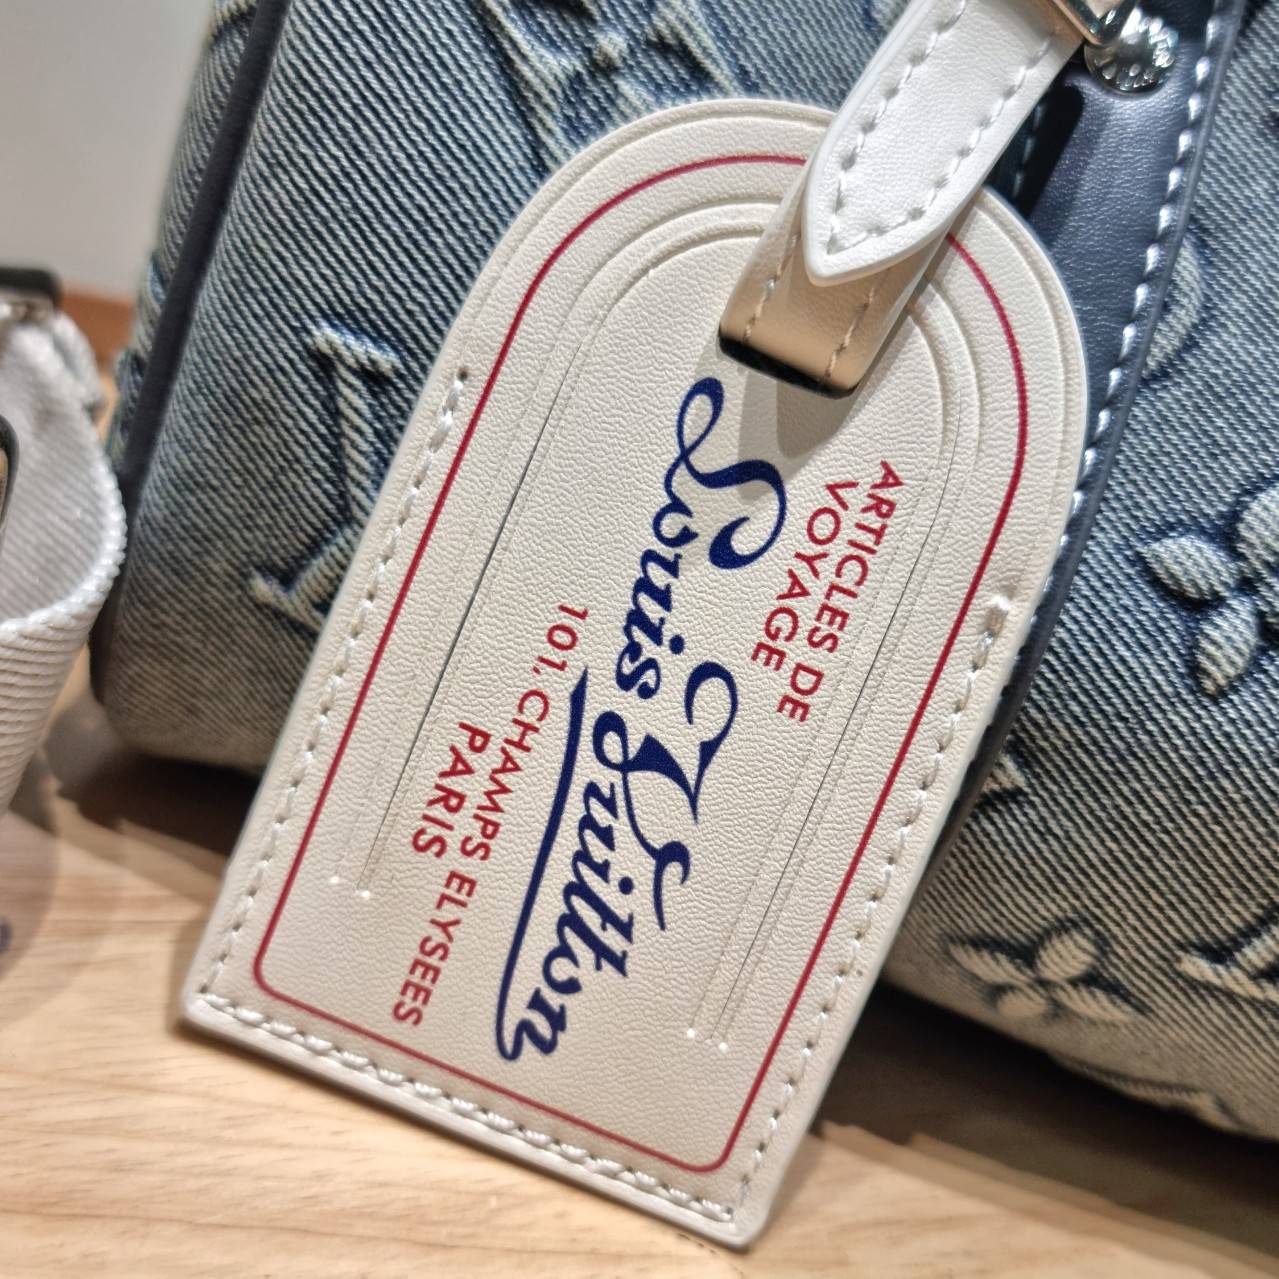 ARTICLES DE
VOYAGE
Louis Vuitton
101, CHAMPS ELYSEES
PARIS